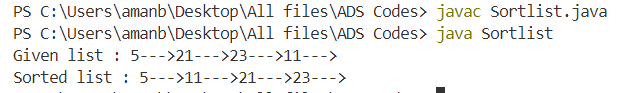 PS C:\Users\amanb\Desktop\All files\ADS Codes> javac Sortlist.java
PS C:\Users\amanb\Desktop\All files\ADS Codes> java Sortlist
Given list : 5--->21--->23--->11--->
Sorted list : 5--->11--->21--->23--->